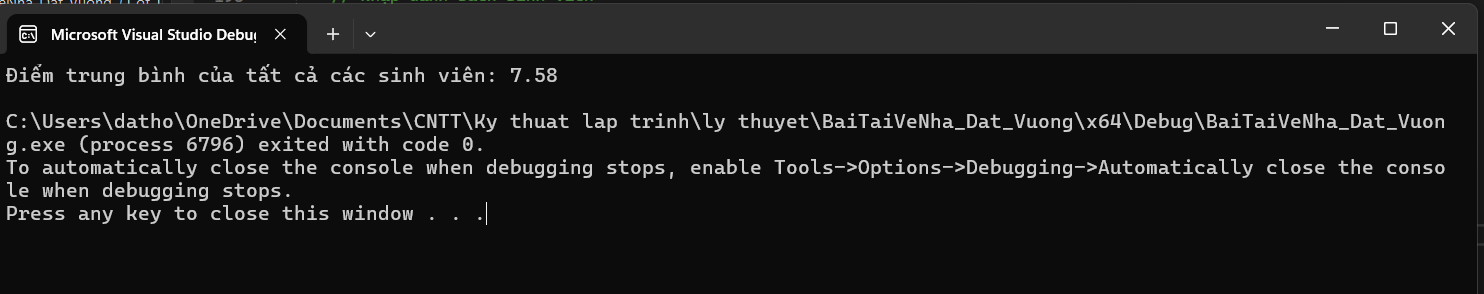 Microsoft Visual Studio Debug
Điểm trung bình của tất cả các sinh viên: 7.58
C:\Users\datho\OneDrive\Documents\CNTT\Ky thuat lap trinh\ly thuyet\BaiTaiVeNha_Dat_Vuong\x64\Debug\BaiTaiVeNha_Dat_Vuon
g.exe (process 6796) exited with code 0.
To automatically close the console when debugging stops, enable Tools->Options->Debugging->Automatically close the conso
le when debugging stops.
Press any key to close this window . . .